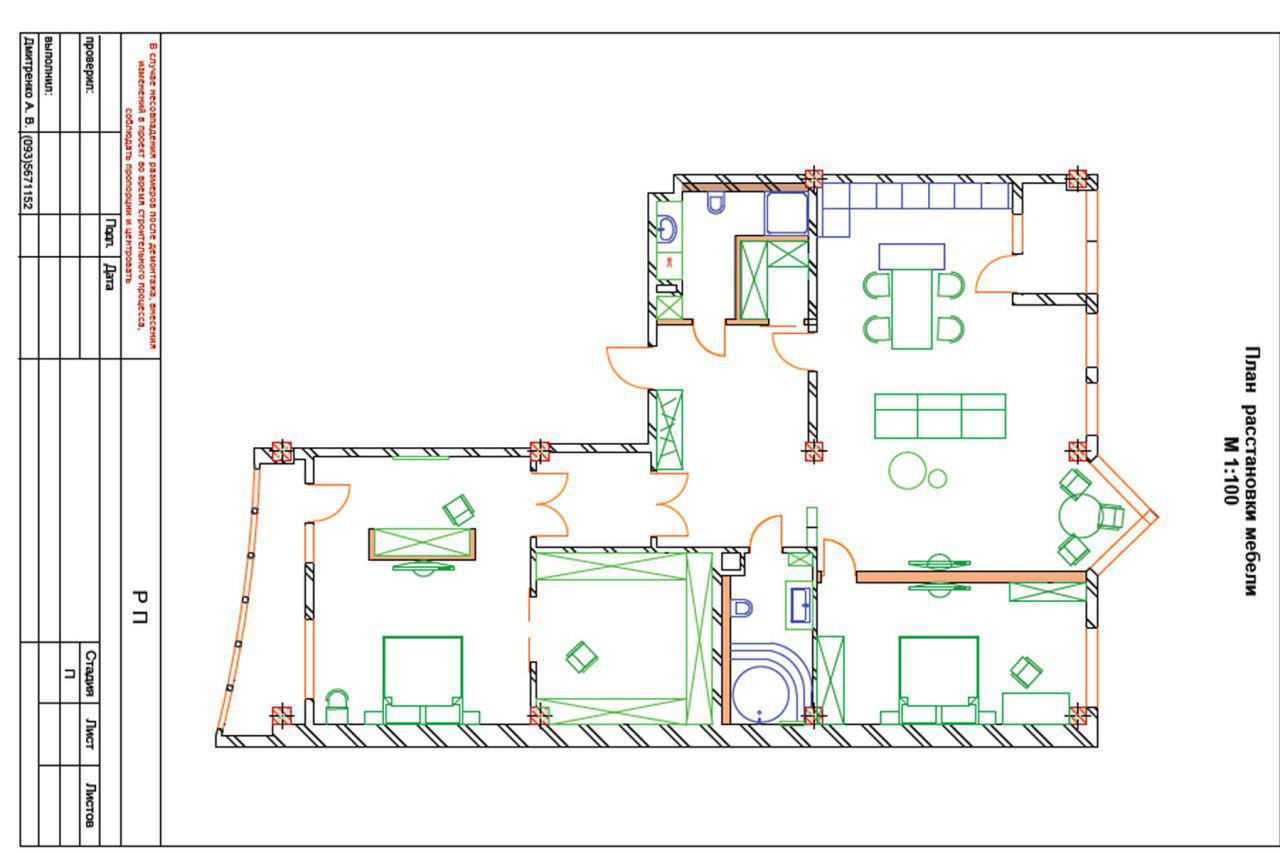 План расстановки мебели
М 1:100
В случае несовпадения размеров после демонтажа, внесения
изменений в проект во время строительного процесса,
соблюдать пропорции и центровать
Р П
Подп. Дата
Стадия Лист Листов
П
проверил:
выполнил:
Дмитренко А. В. (093)5671152
МС